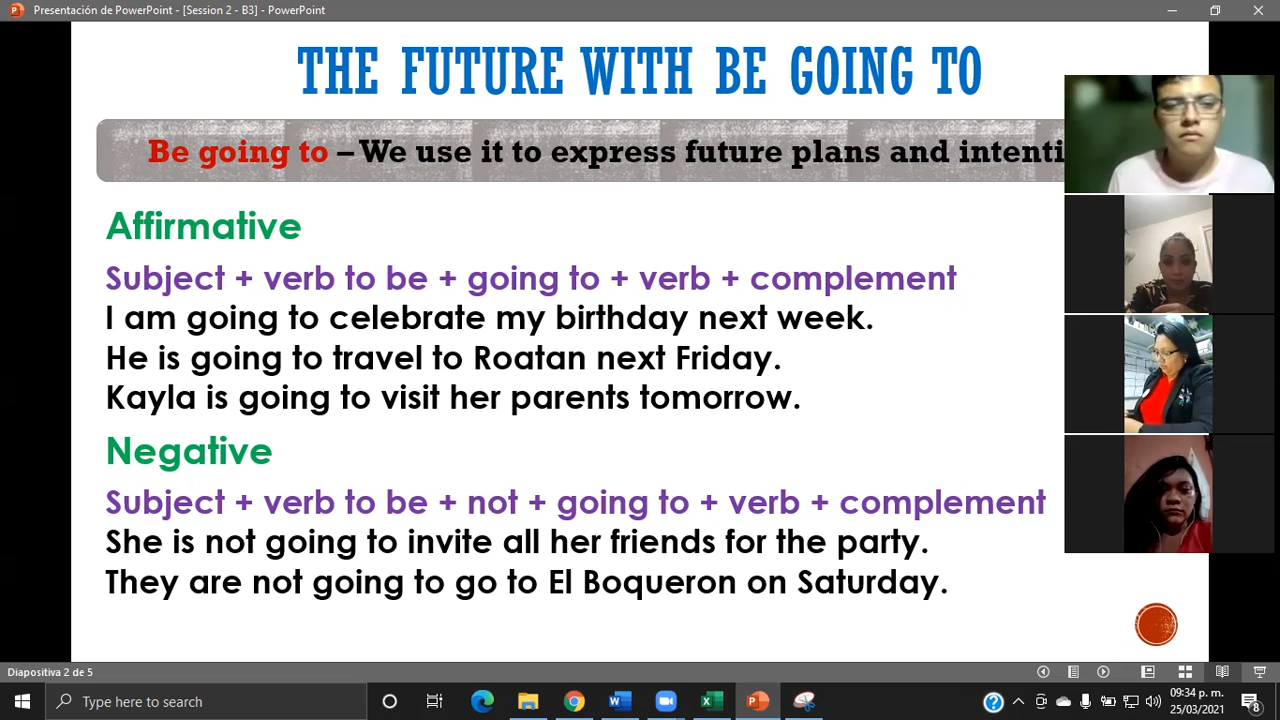 Presentación de PowerPoint - [Session 2 - B3] - PowerPoint
THE FUTURE WITH BE GOING TO
Be going to – We use it to express future plans and intenti
Affirmative
Subject + verb to be + going to + verb + complement
I am going to celebrate my birthday next week.
He is going to travel to Roatan next Friday.
Kayla is going to visit her parents tomorrow.
Negative
Subject + verb to be + not + going to + verb + complement
She is not going to invite all her friends for the party.
They are not going to go to El Boqueron on Saturday.
Diapositiva 2 de 5
Type here to search
09:34 p. m.
25/03/2021
8